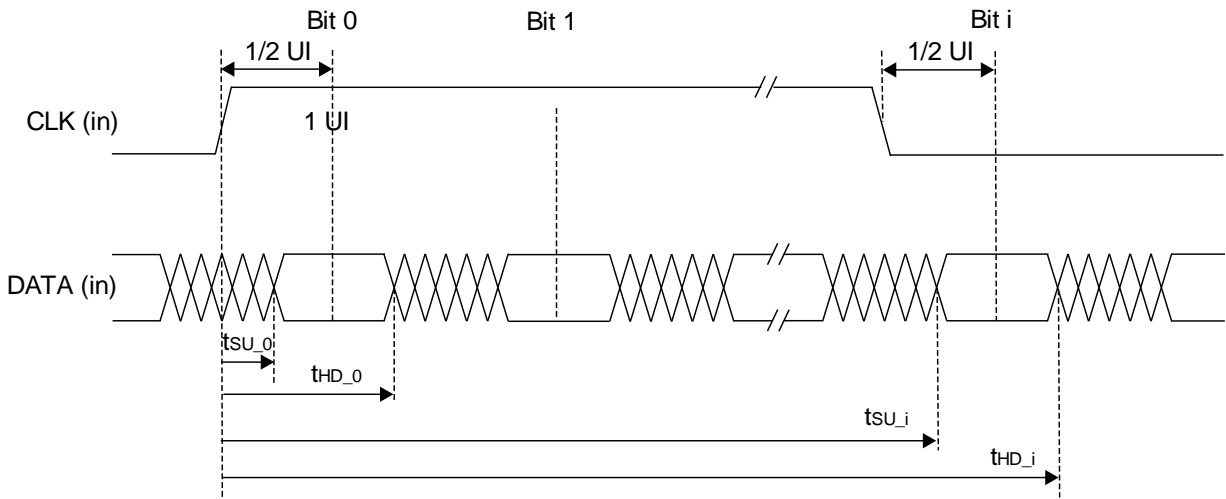 Bit 0 Bit 1 Bit i
1/2 UI 1/2 UI
CLK (in) 1 UI
DATA (in)
tSU_0
tHD_0
tSU_i
tHD_i